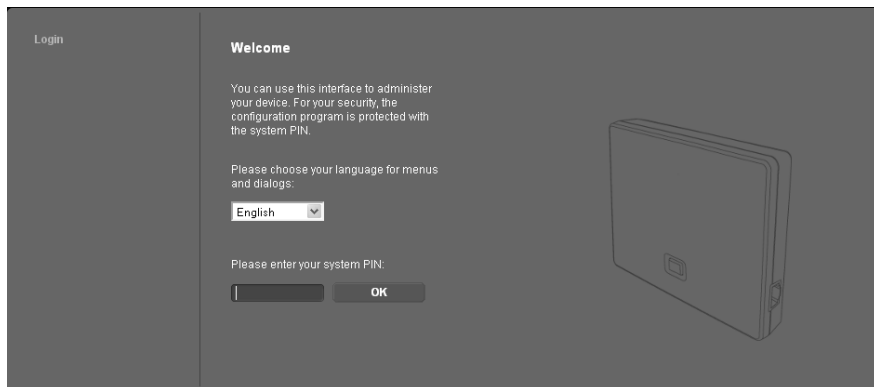 Login
Welcome
You can use this interface to administer
your device. For your security, the
configuration program is protected with
the system PIN.
Please choose your language for menus
and dialogs:
English
Please enter your system PIN:
OK